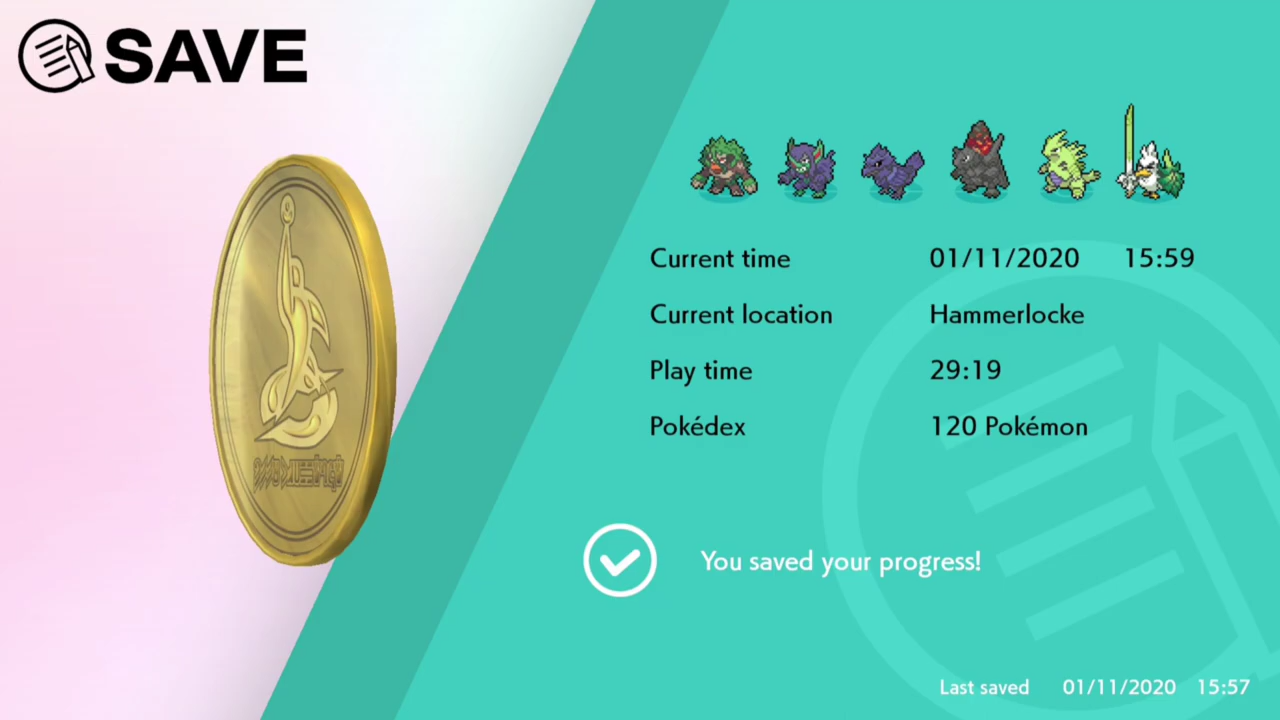 SAVE
Current time 01/11/2020 15:59
Current location Hammerlocke
Play time 29:19
Pokédex 120 Pokémon
You saved your progress!
Last saved 01/11/2020 15:57